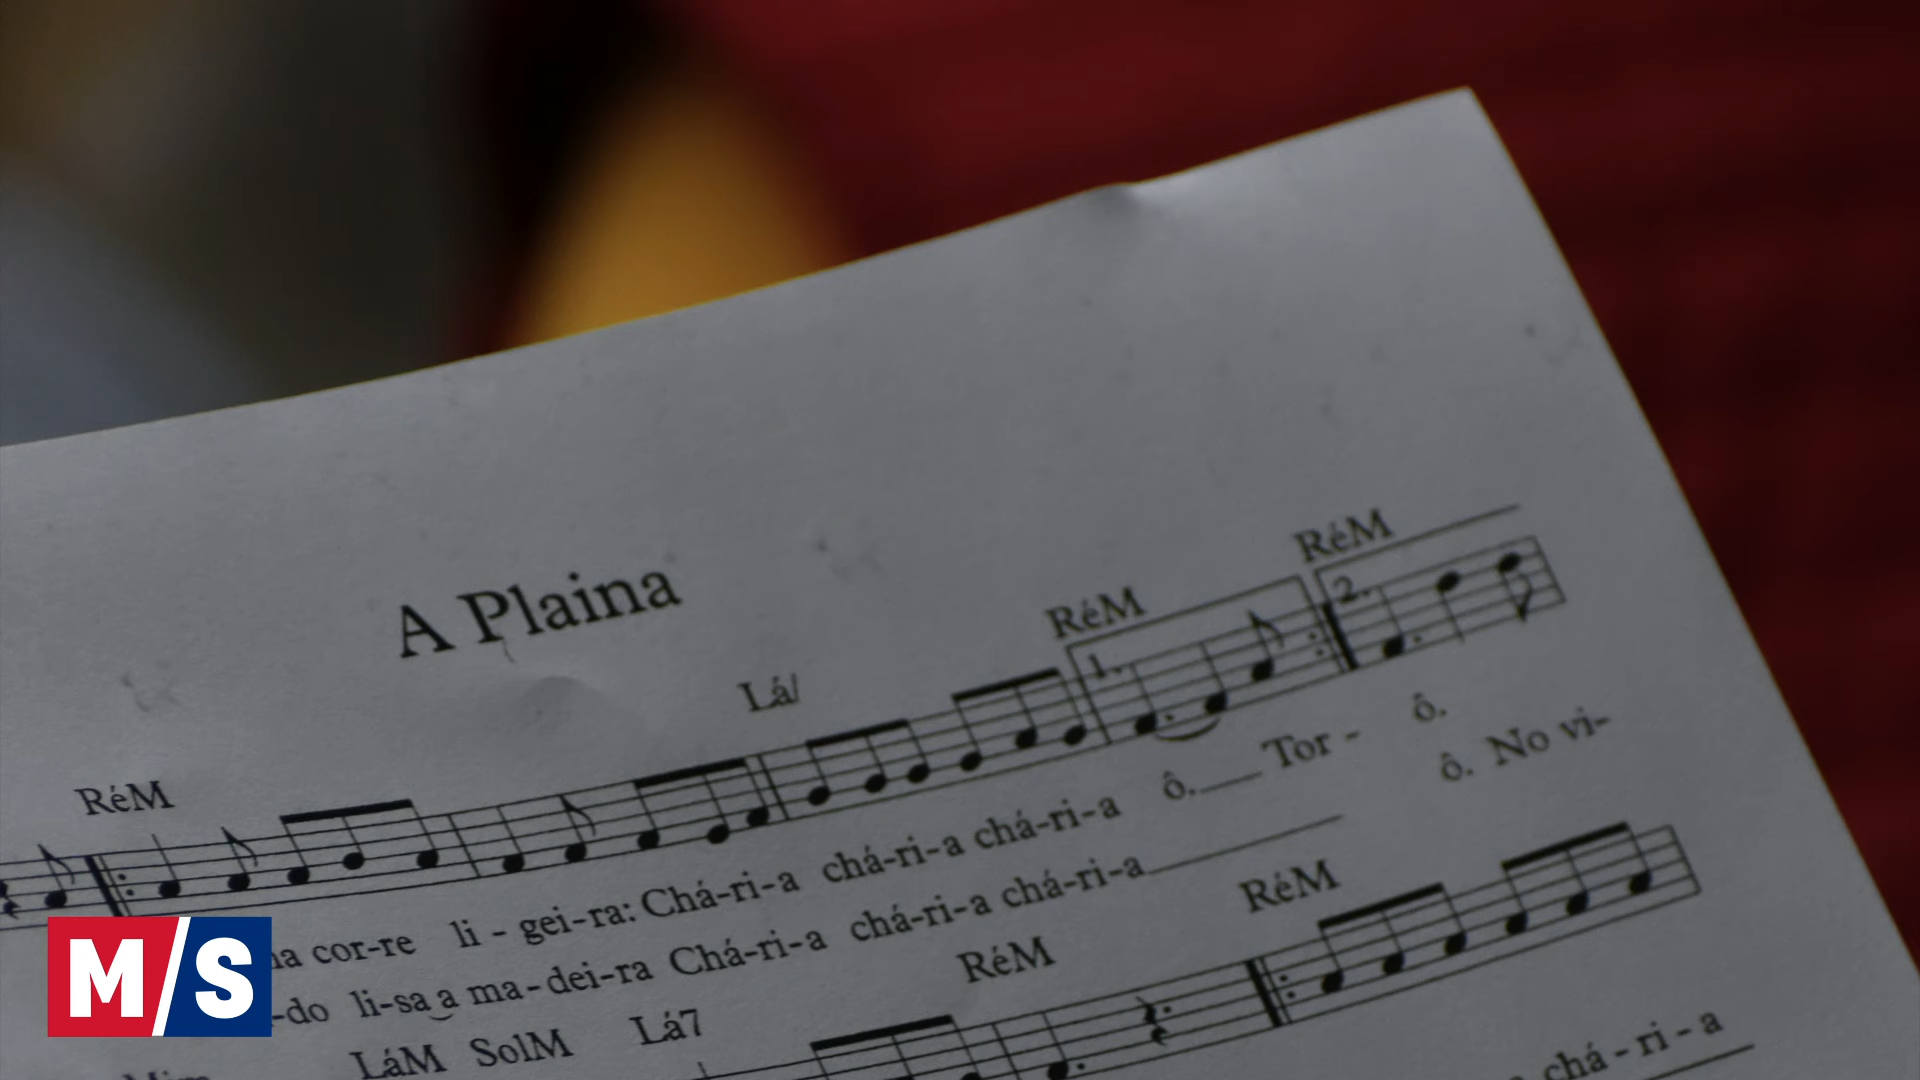 A Plaina
RéM
RéM
Lá/
RéM
1.
2.
cor-re li - gei-ra: Chá-ri-a chá-ri-a chá-ri-a ô.___ Tor - ô.
-do li-sa a ma-dei-ra Chá-ri-a chá-ri-a chá-ri-a___ ô. No vi-
LáM SolM Lá7 RéM RéM
chá - ri - a
M/S